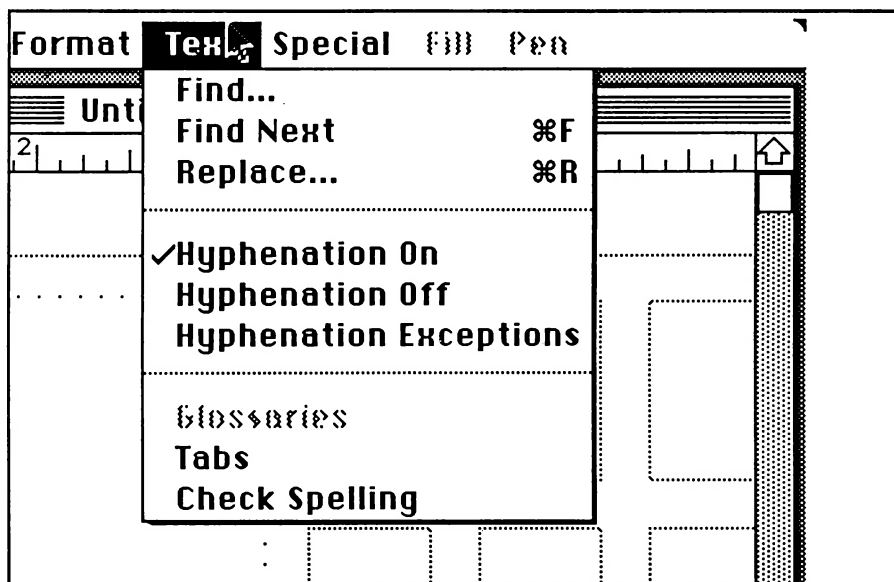 Format Text Special Fill Pen
Find...
Unti
Find Next ⌘F
2
Replace... ⌘R
✓Hyphenation On
Hyphenation Off
Hyphenation Exceptions
Glossaries
Tabs
Check Spelling